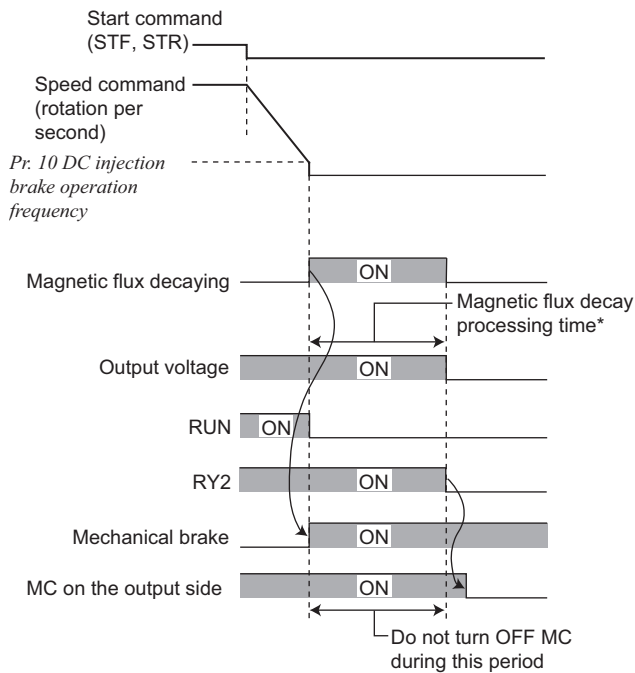 Start command
(STF, STR)
Speed command
(rotation per
second)
Pr. 10 DC injection
brake operation
frequency
Magnetic flux decaying
ON
Magnetic flux decay
processing time*
Output voltage
ON
RUN
ON
RY2
ON
Mechanical brake
ON
MC on the output side
ON
Do not turn OFF MC
during this period